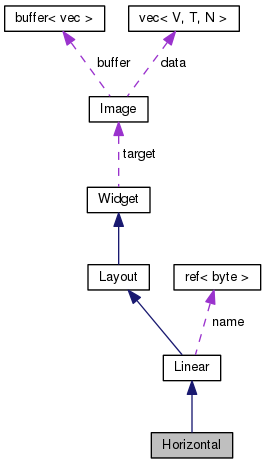 buffer< vec >
vec< V, T, N >
buffer
data
Image
target
Widget
Layout
ref< byte >
name
Linear
Horizontal